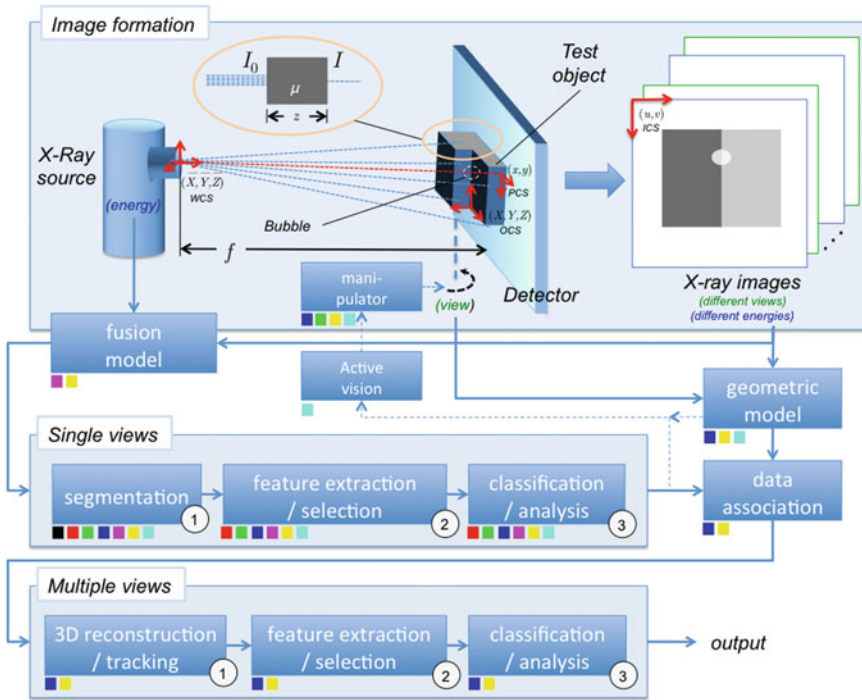 Image formation
I₀
I
μ
z
Test
object
X-Ray
source
(energy)
(X̄,Ȳ,Z̄)
WCS
(x,y)
PCS
(X,Y,Z)
OCS
Bubble
f
(u,v)
ICS
Detector
X-ray images
(different views)
(different energies)
mani-
pulator
(view)
fusion
model
Active
vision
geometric
model
Single views
segmentation
1
feature extraction
/ selection
2
classification
/ analysis
3
data
association
Multiple views
3D reconstruction
/ tracking
1
feature extraction
/ selection
2
classification
/ analysis
3
output